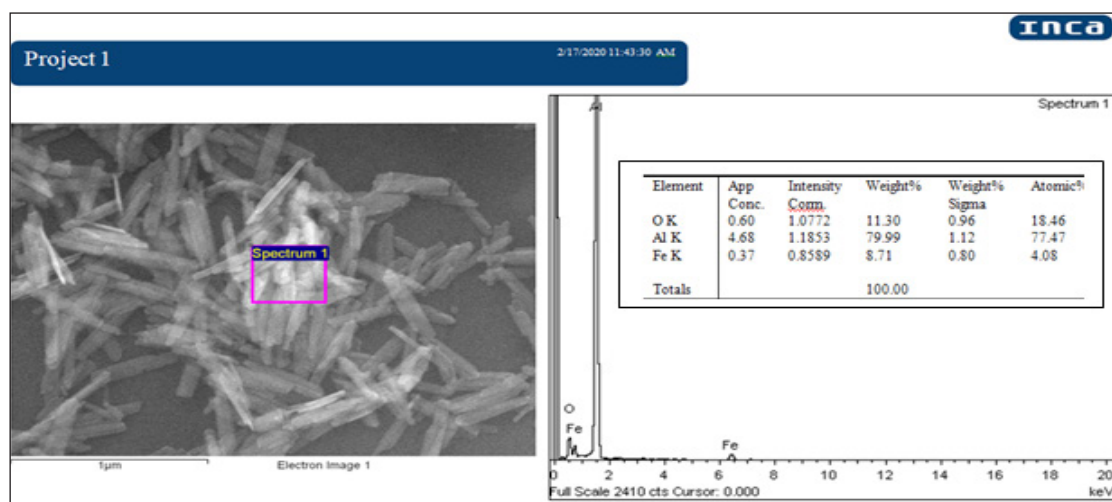 INCA
Project 1
2/17/2020 11:43:30 AM
Spectrum 1
1µm
Electron Image 1
Spectrum 1
Al
Element App Conc. Intensity Corrn. Weight% Weight% Sigma Atomic%
O K 0.60 1.0772 11.30 0.96 18.46
Al K 4.68 1.1853 79.99 1.12 77.47
Fe K 0.37 0.8589 8.71 0.80 4.08
Totals 100.00
O
Fe
Fe
0 2 4 6 8 10 12 14 16 18 20
Full Scale 2410 cts Cursor: 0.000 keV